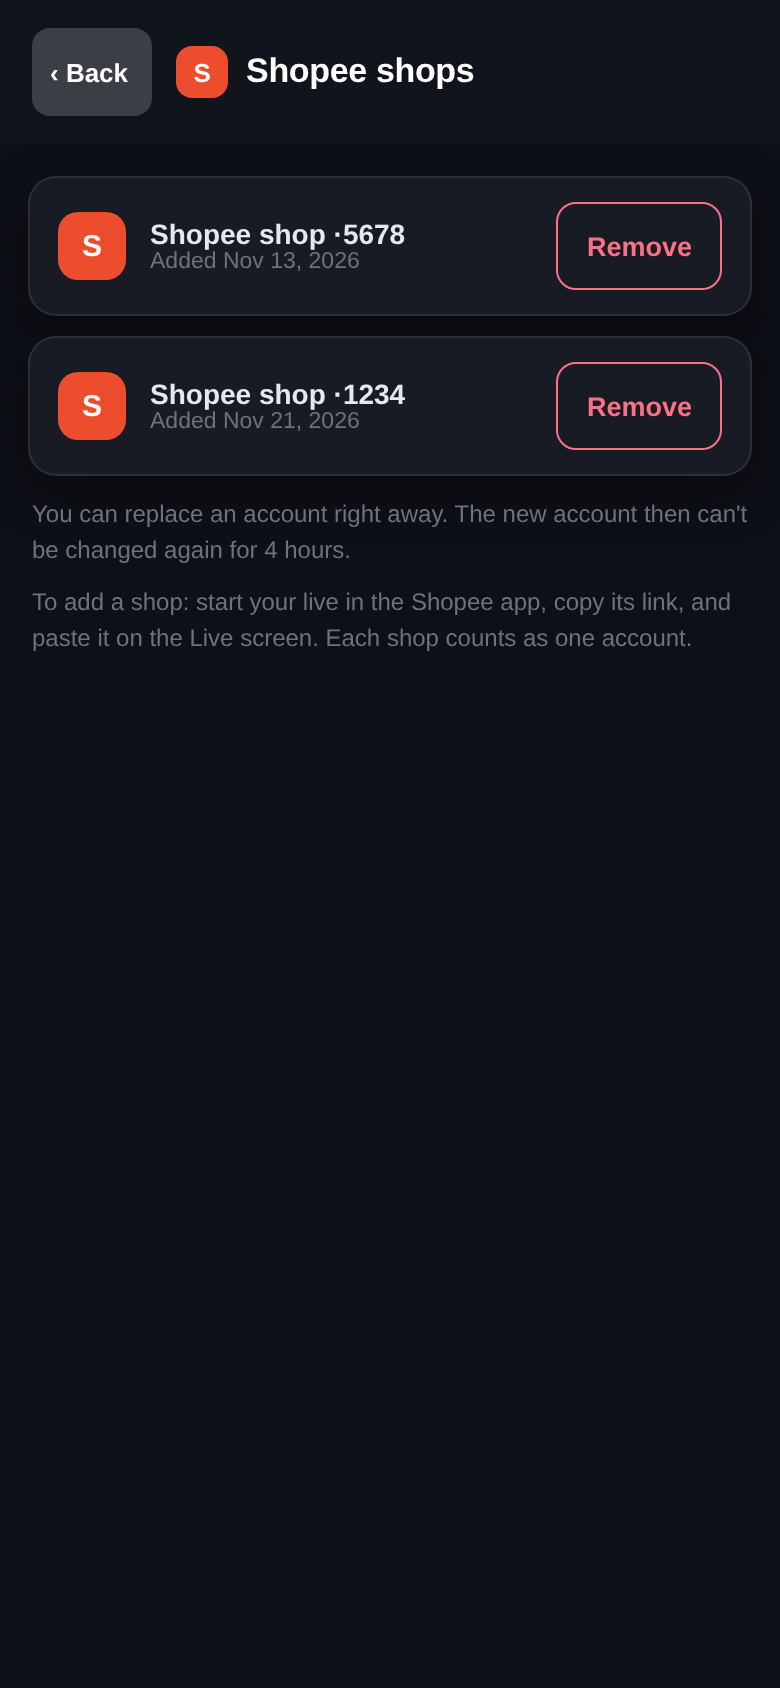 ‹ Back
S
Shopee shops
S
Shopee shop ·5678
Added Nov 13, 2026
Remove
S
Shopee shop ·1234
Added Nov 21, 2026
Remove
You can replace an account right away. The new account then can't
be changed again for 4 hours.
To add a shop: start your live in the Shopee app, copy its link, and
paste it on the Live screen. Each shop counts as one account.